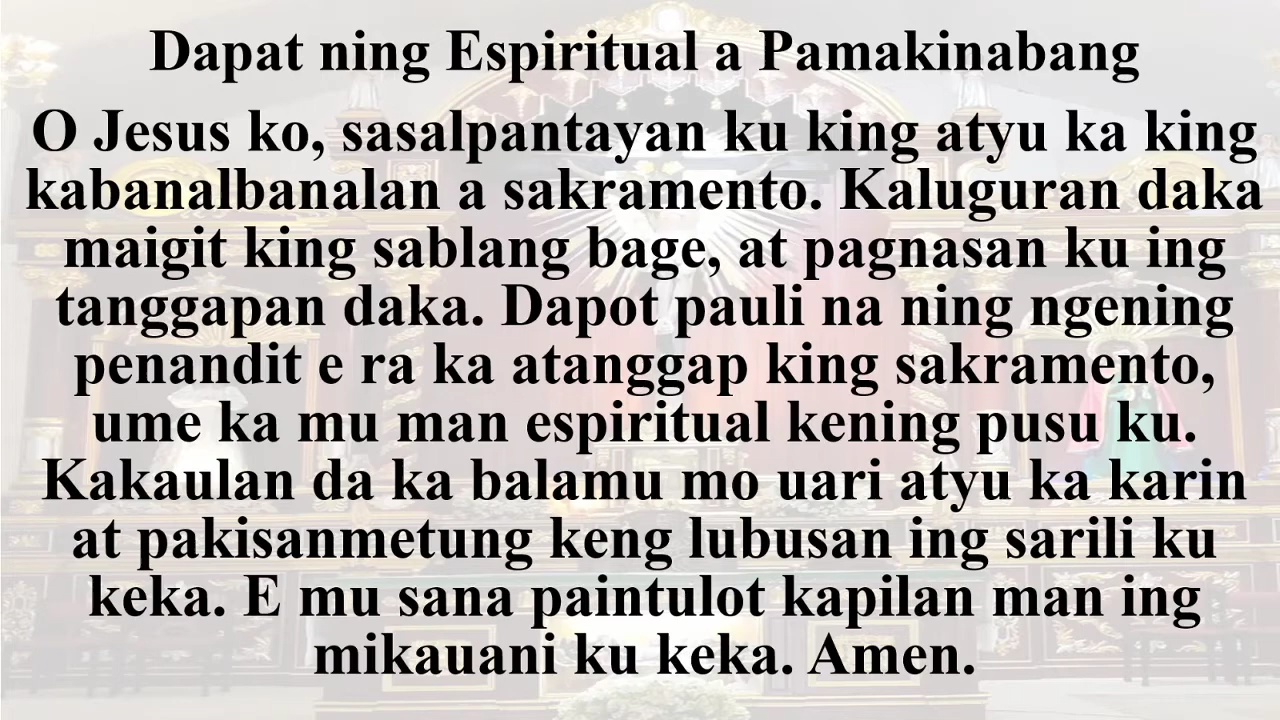 Dapat ning Espiritual a Pamakinabang
O Jesus ko, sasalpantayan ku king atyu ka king
kabanalbanalan a sakramento. Kaluguran daka
maigit king sablang bage, at pagnasan ku ing
tanggapan daka. Dapot pauli na ning ngening
penandit e ra ka atanggap king sakramento,
ume ka mu man espiritual kening pusu ku.
Kakaulan da ka balamu mo uari atyu ka karin
at pakisanmetung keng lubusan ing sarili ku
keka. E mu sana paintulot kapilan man ing
mikauani ku keka. Amen.